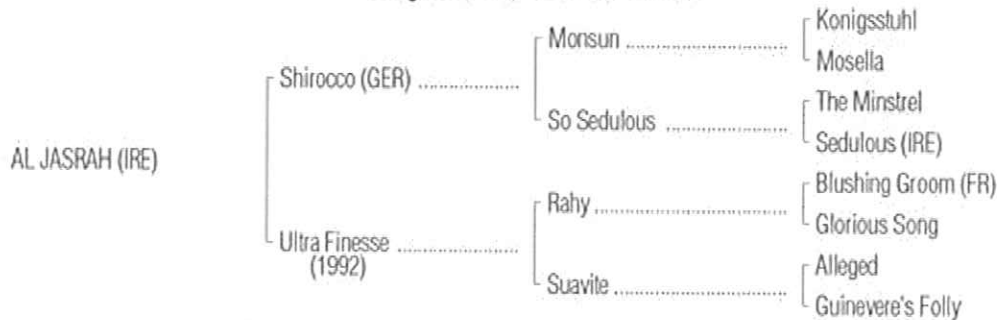 Konigsstuhl
Monsun
Mosella
Shirocco (GER)
The Minstrel
So Sedulous
Sedulous (IRE)
AL JASRAH (IRE)
Blushing Groom (FR)
Rahy
Glorious Song
Ultra Finesse
(1992)
Alleged
Suavite
Guinevere's Folly